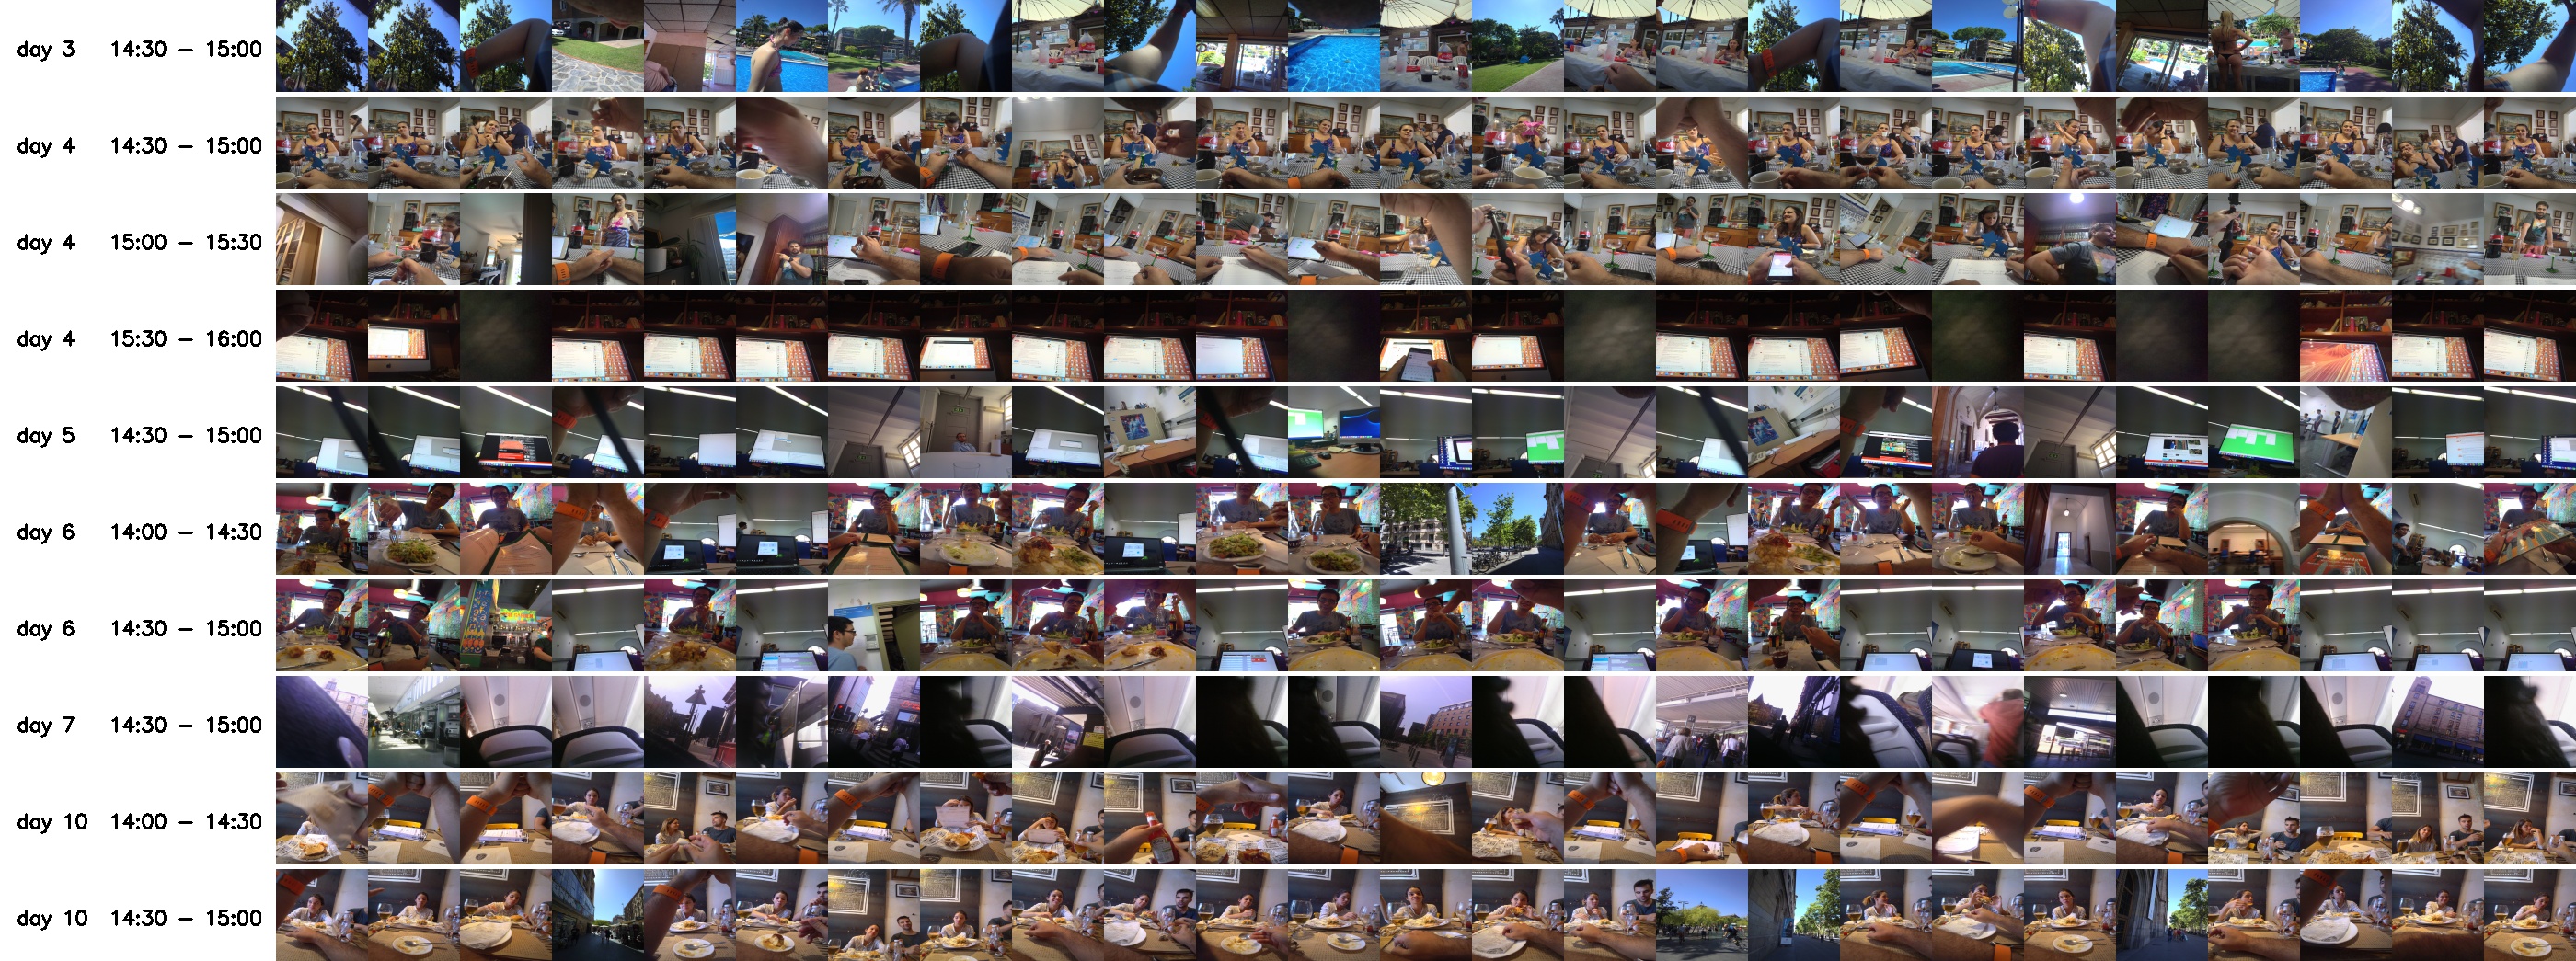 day 3 14:30 - 15:00
day 4 14:30 - 15:00
day 4 15:00 - 15:30
day 4 15:30 - 16:00
day 5 14:30 - 15:00
day 6 14:00 - 14:30
day 6 14:30 - 15:00
day 7 14:30 - 15:00
day 10 14:00 - 14:30
day 10 14:30 - 15:00